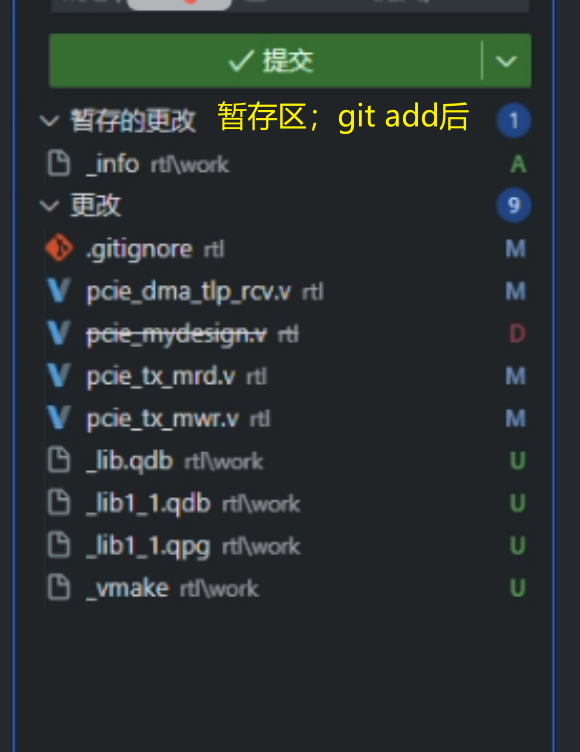 提交
暂存的更改 暂存区；git add后 1
_info rtl\work A
更改 9
.gitignore rtl M
pcie_dma_tlp_rcv.v rtl M
pcie_mydesign.v rtl D
pcie_tx_mrd.v rtl M
pcie_tx_mwr.v rtl M
_lib.qdb rtl\work U
_lib1_1.qdb rtl\work U
_lib1_1.qpg rtl\work U
_vmake rtl\work U